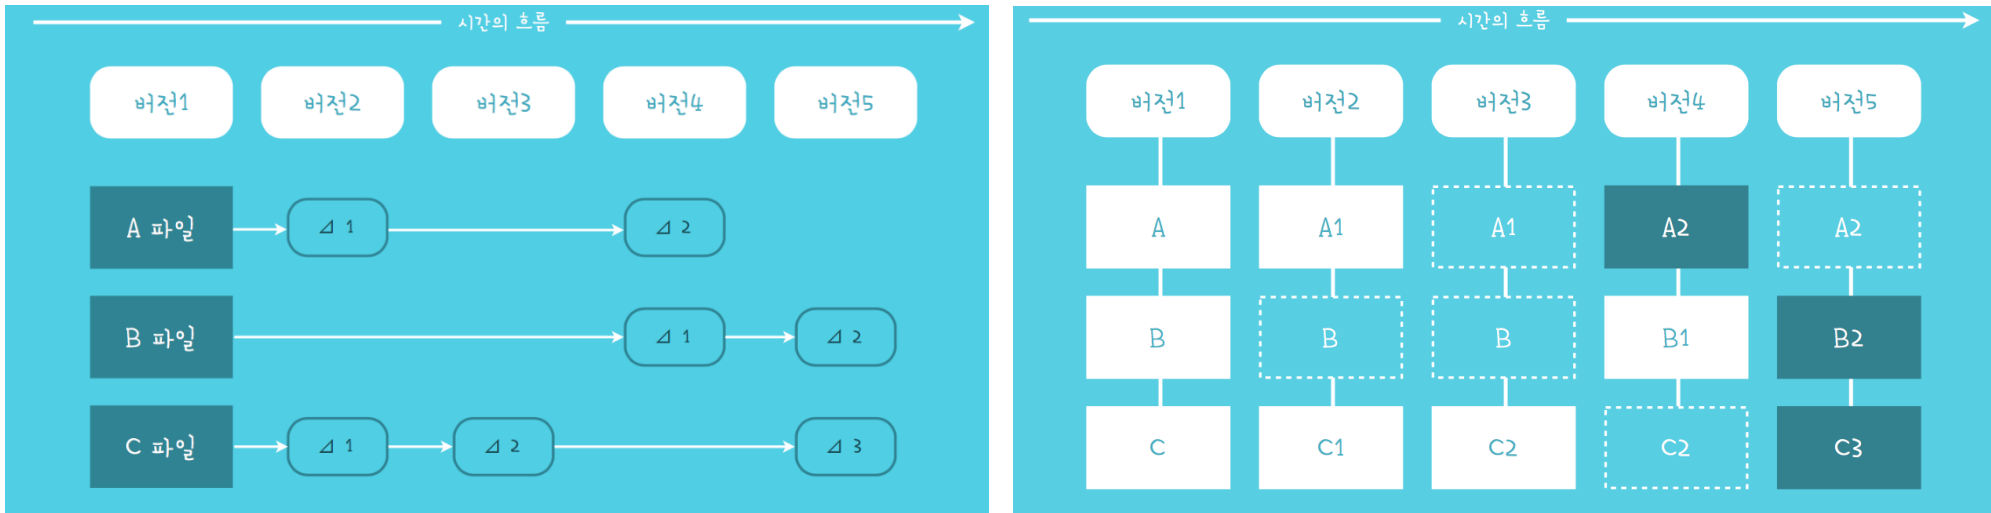 시간의 흐름
버전1 버전2 버전3 버전4 버전5
A 파일 ⊿ 1 ⊿ 2
B 파일 ⊿ 1 ⊿ 2
C 파일 ⊿ 1 ⊿ 2 ⊿ 3
시간의 흐름
버전1 버전2 버전3 버전4 버전5
A A1 A1 A2 A2
B B B B1 B2
C C1 C2 C2 C3